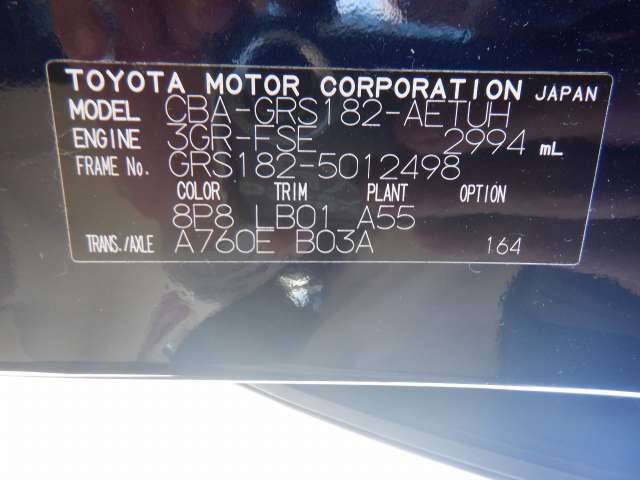 TOYOTA MOTOR CORPORATION JAPAN
MODEL CBA-GRS182-AETUH
ENGINE 3GR-FSE 2994 mL
FRAME No. GRS182-5012498
COLOR TRIM PLANT OPTION
8P8 LB01 A55
TRANS./AXLE A760E B03A 164